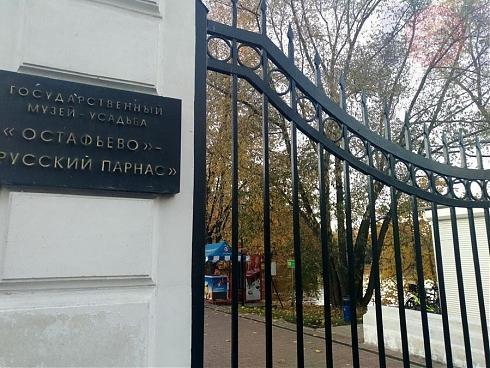 ГОСУДАРСТВЕННЫЙ
МУЗЕЙ-УСАДЬБА
«ОСТАФЬЕВО»-
РУССКИЙ ПАРНАС»